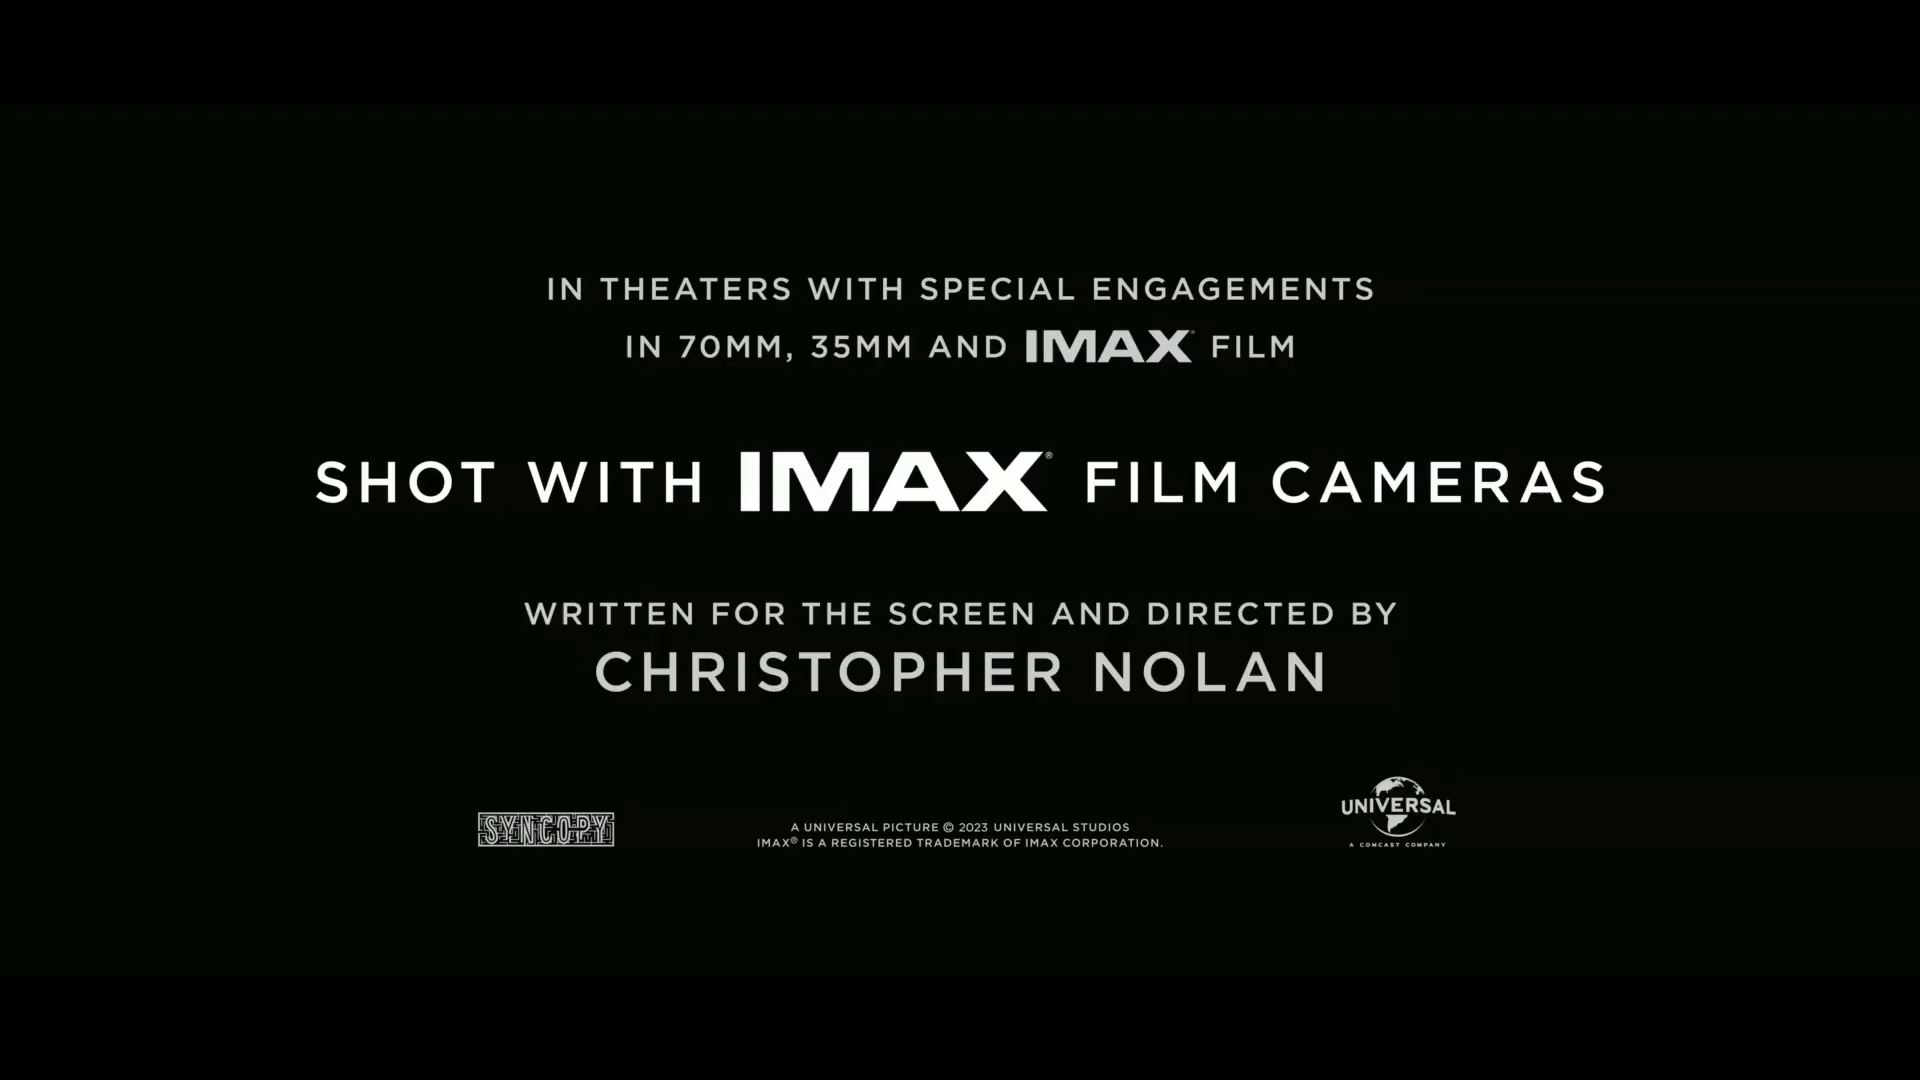 IN THEATERS WITH SPECIAL ENGAGEMENTS
IN 70MM, 35MM AND IMAX® FILM
SHOT WITH IMAX® FILM CAMERAS
WRITTEN FOR THE SCREEN AND DIRECTED BY
CHRISTOPHER NOLAN
SYNCOPY
A UNIVERSAL PICTURE © 2023 UNIVERSAL STUDIOS
IMAX® IS A REGISTERED TRADEMARK OF IMAX CORPORATION.
UNIVERSAL
A COMCAST COMPANY